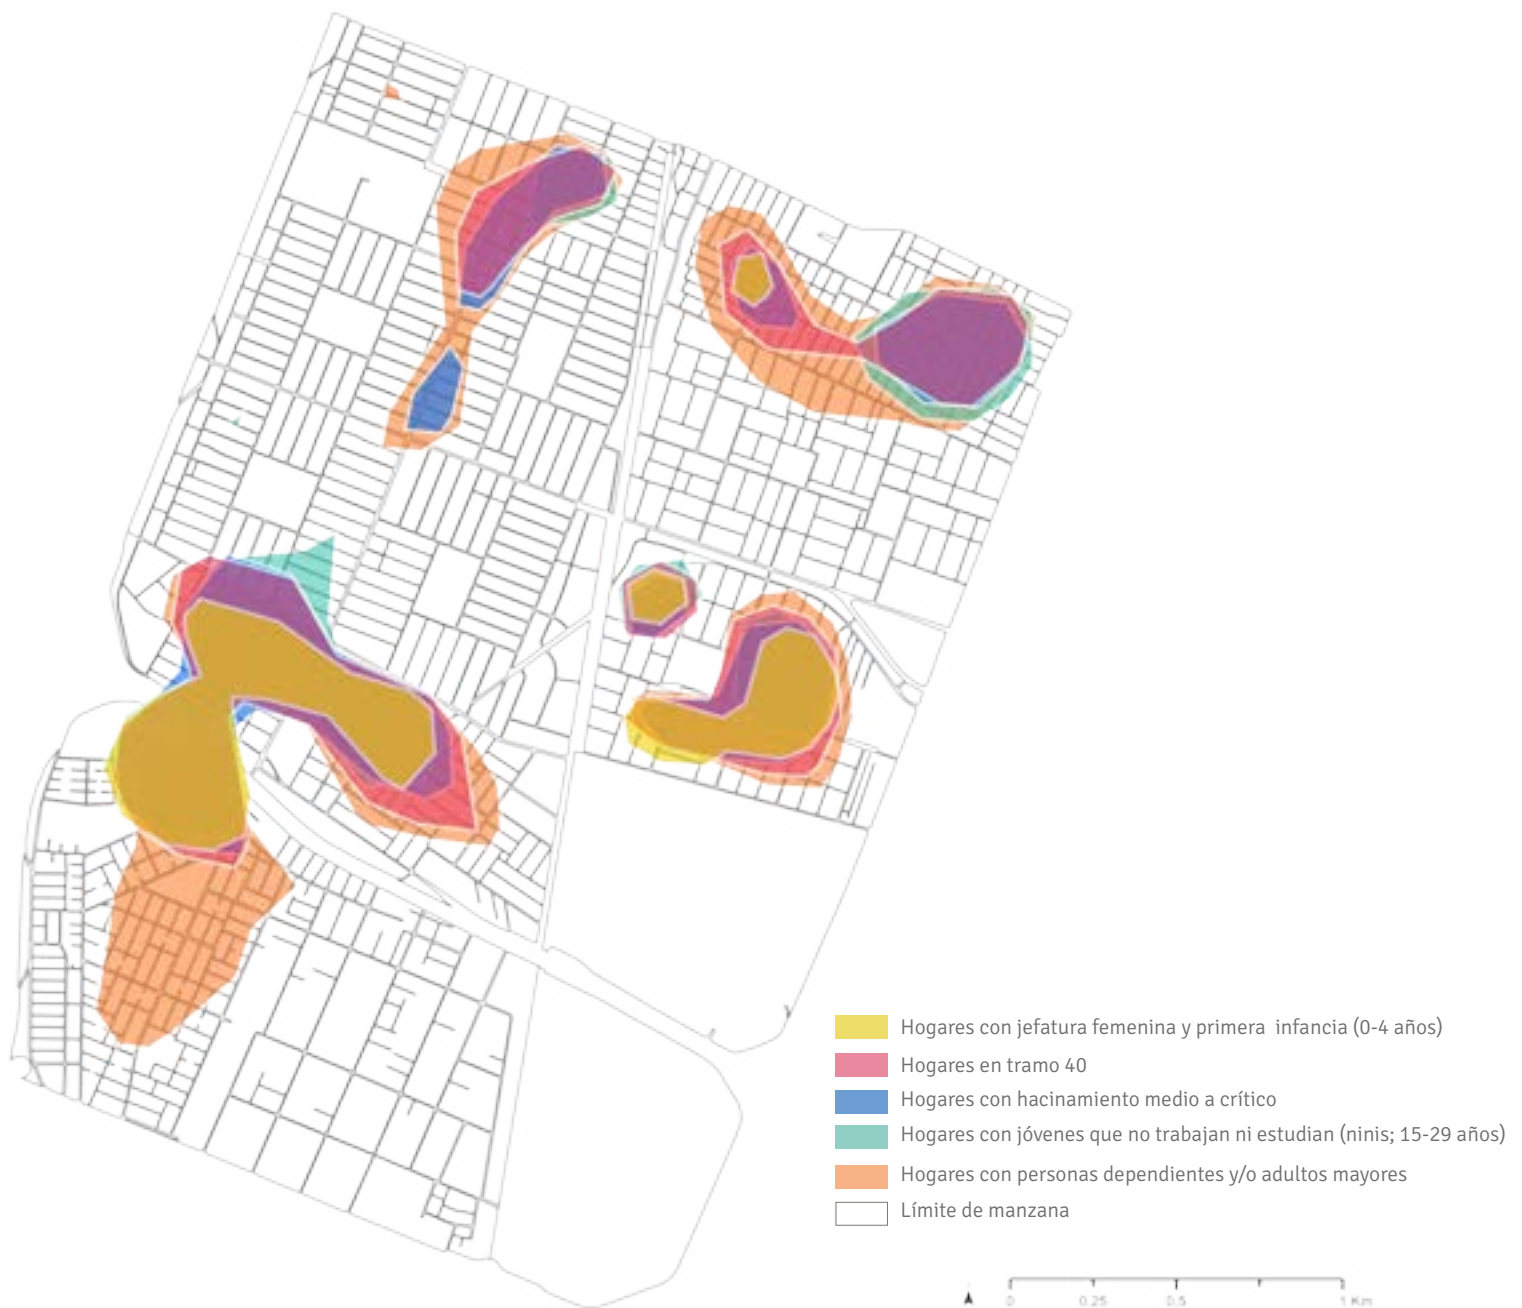 Hogares con jefatura femenina y primera infancia (0-4 años)
Hogares en tramo 40
Hogares con hacinamiento medio a crítico
Hogares con jóvenes que no trabajan ni estudian (ninis; 15-29 años)
Hogares con personas dependientes y/o adultos mayores
Límite de manzana
0 0.25 0.5 1 Km